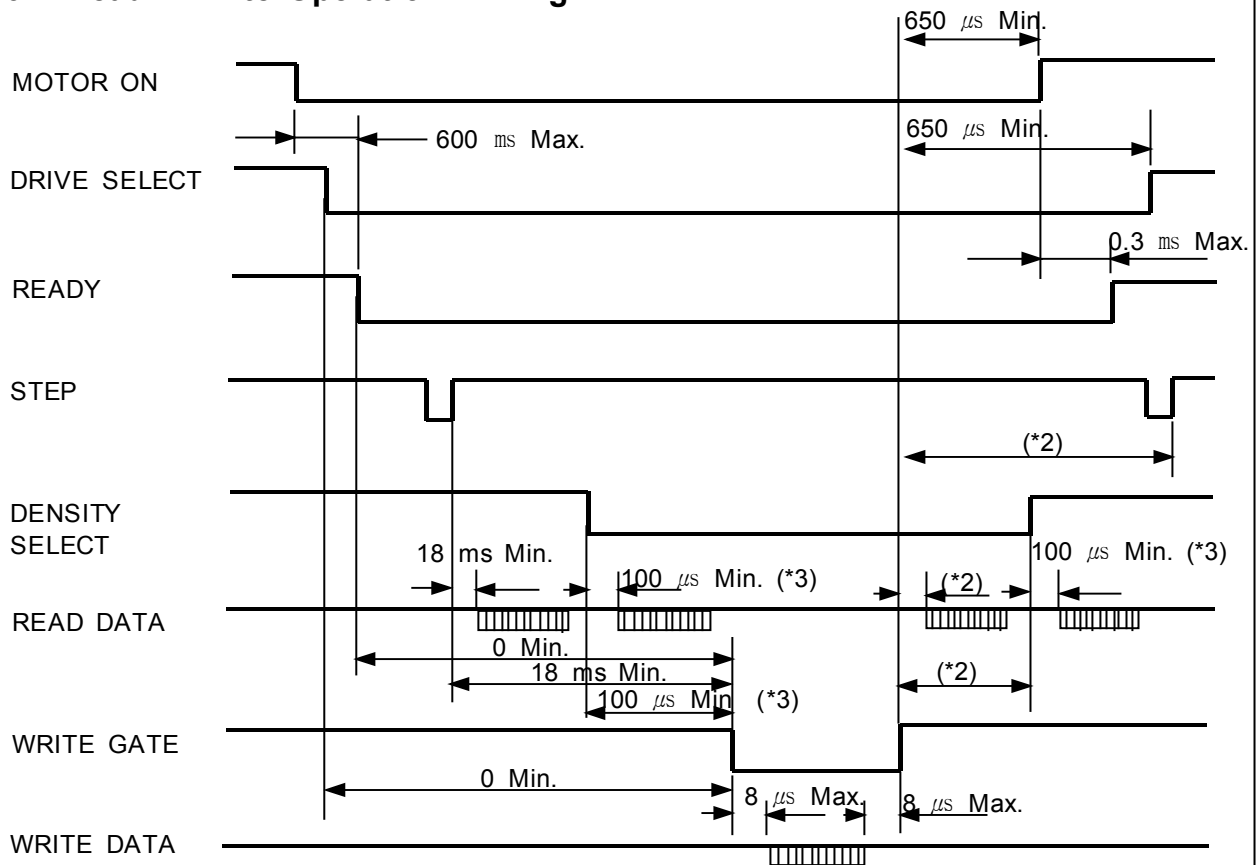 650 μs Min.
MOTOR ON
600 ms Max.
650 μs Min.
DRIVE SELECT
0.3 ms Max.
READY
STEP
(*2)
DENSITY
SELECT
18 ms Min.
100 μs Min. (*3)
100 μs Min. (*3)
(*2)
READ DATA
0 Min.
18 ms Min.
(*2)
100 μs Min (*3)
WRITE GATE
0 Min.
8 μs Max.
8 μs Max.
WRITE DATA